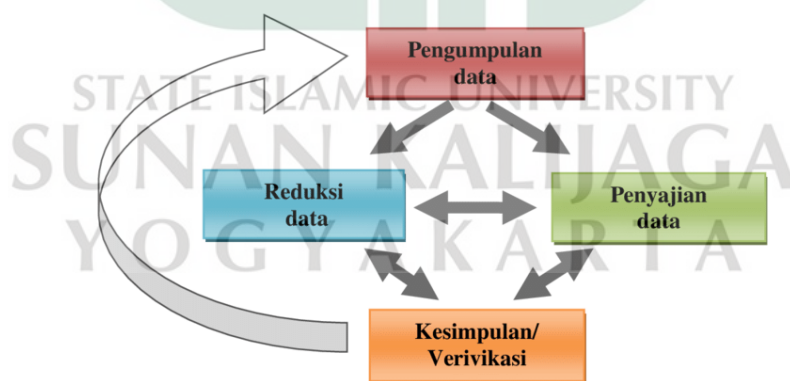 Pengumpulan
data
STATE ISLAMIC UNIVERSITY
SUNAN KALIJAGA
Reduksi
data
Penyajian
data
YOGYAKARTA
Kesimpulan/
Verivikasi